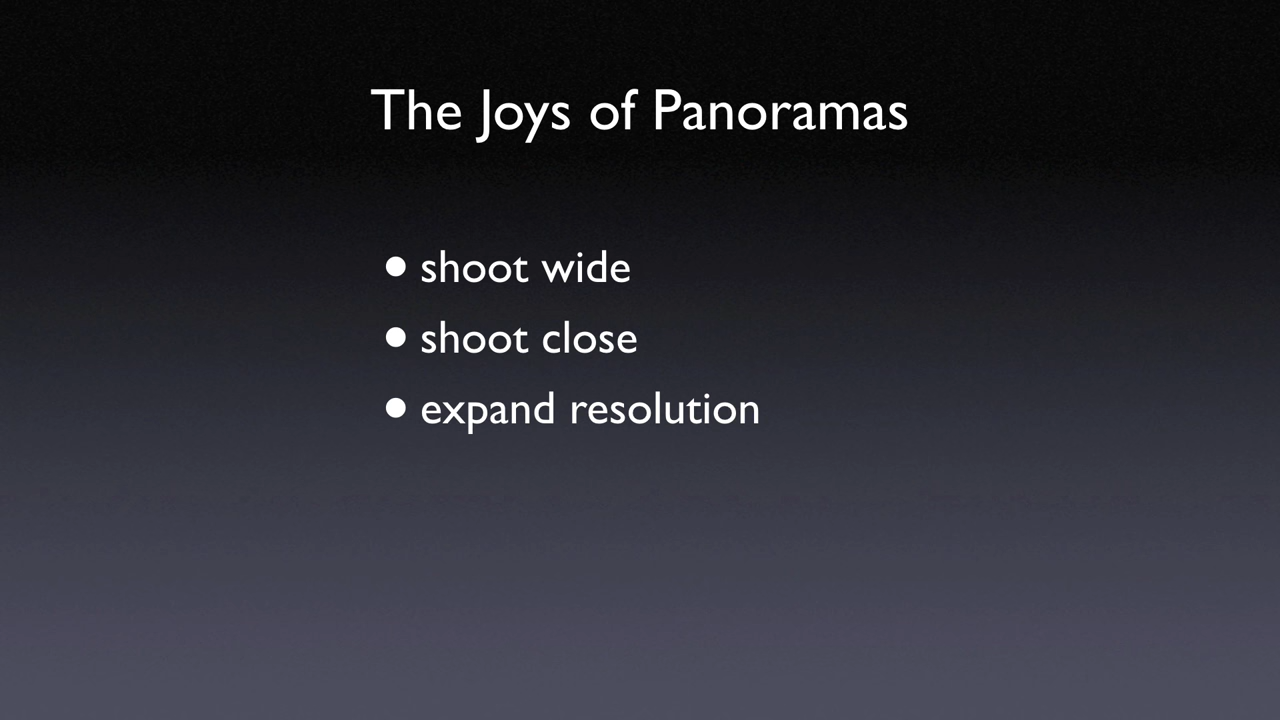 The Joys of Panoramas
• shoot wide
• shoot close
• expand resolution